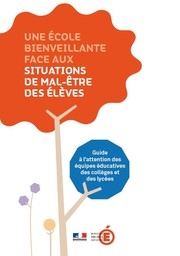 UNE ÉCOLE
BIENVEILLANTE
FACE AUX
SITUATIONS
DE MAL-ÊTRE
DES ÉLÈVES
Guide
à l'attention des
équipes éducatives
des collèges et
des lycées